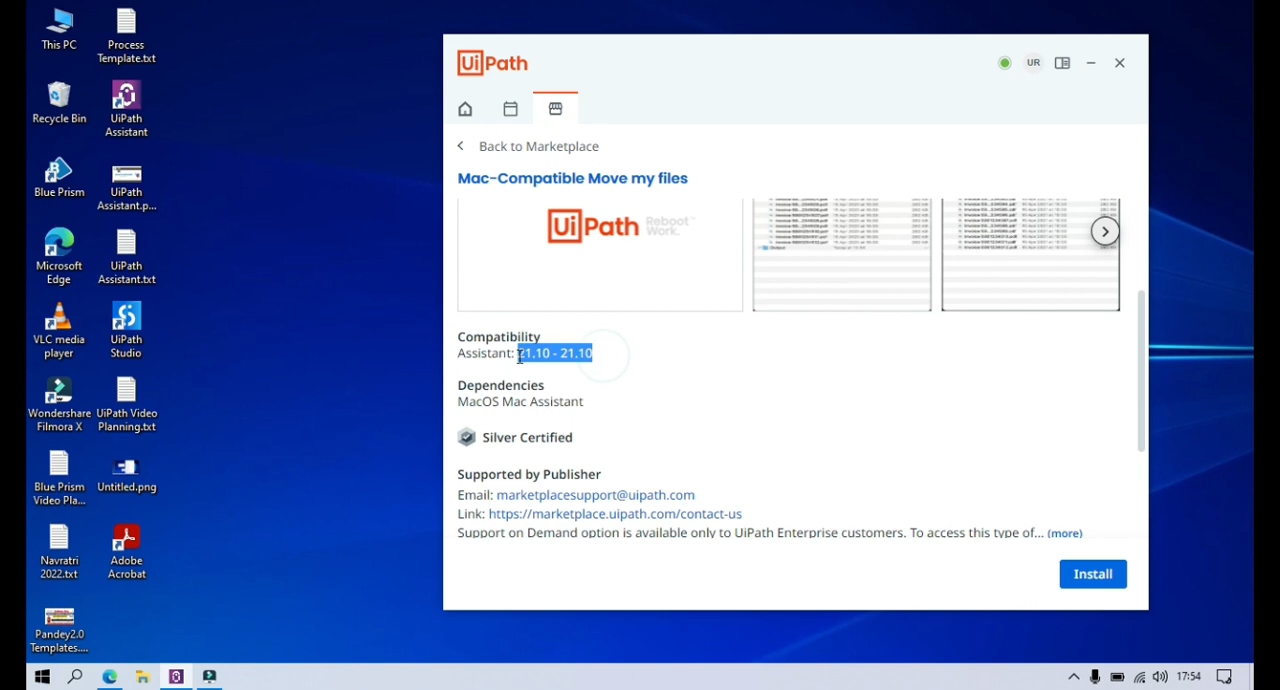 This PC
Process
Template.txt
Recycle Bin
UiPath
Assistant
Blue Prism
UiPath
Assistant.p...
Microsoft
Edge
UiPath
Assistant.txt
VLC media
player
UiPath
Studio
Wondershare
Filmora X
UiPath Video
Planning.txt
Blue Prism
Video Pla...
Untitled.png
Navratri
2022.txt
Adobe
Acrobat
Pandey2.0
Templates....
UiPath
UR
Back to Marketplace
Mac-Compatible Move my files
UiPath Reboot Work.
Compatibility
Assistant: 21.10 - 21.10
Dependencies
MacOS Mac Assistant
Silver Certified
Supported by Publisher
Email: marketplacesupport@uipath.com
Link: https://marketplace.uipath.com/contact-us
Support on Demand option is available only to UiPath Enterprise customers. To access this type of... (more)
Install
17:54